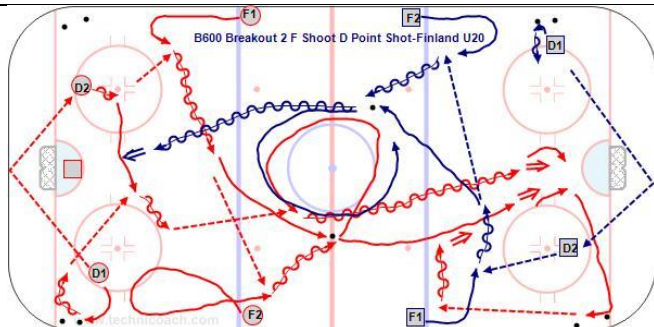 F1
F2
B600 Breakout 2 F Shoot D Point Shot-Finland U20
D1
D2
D2
D1
www.technicoach.com
F2
F1